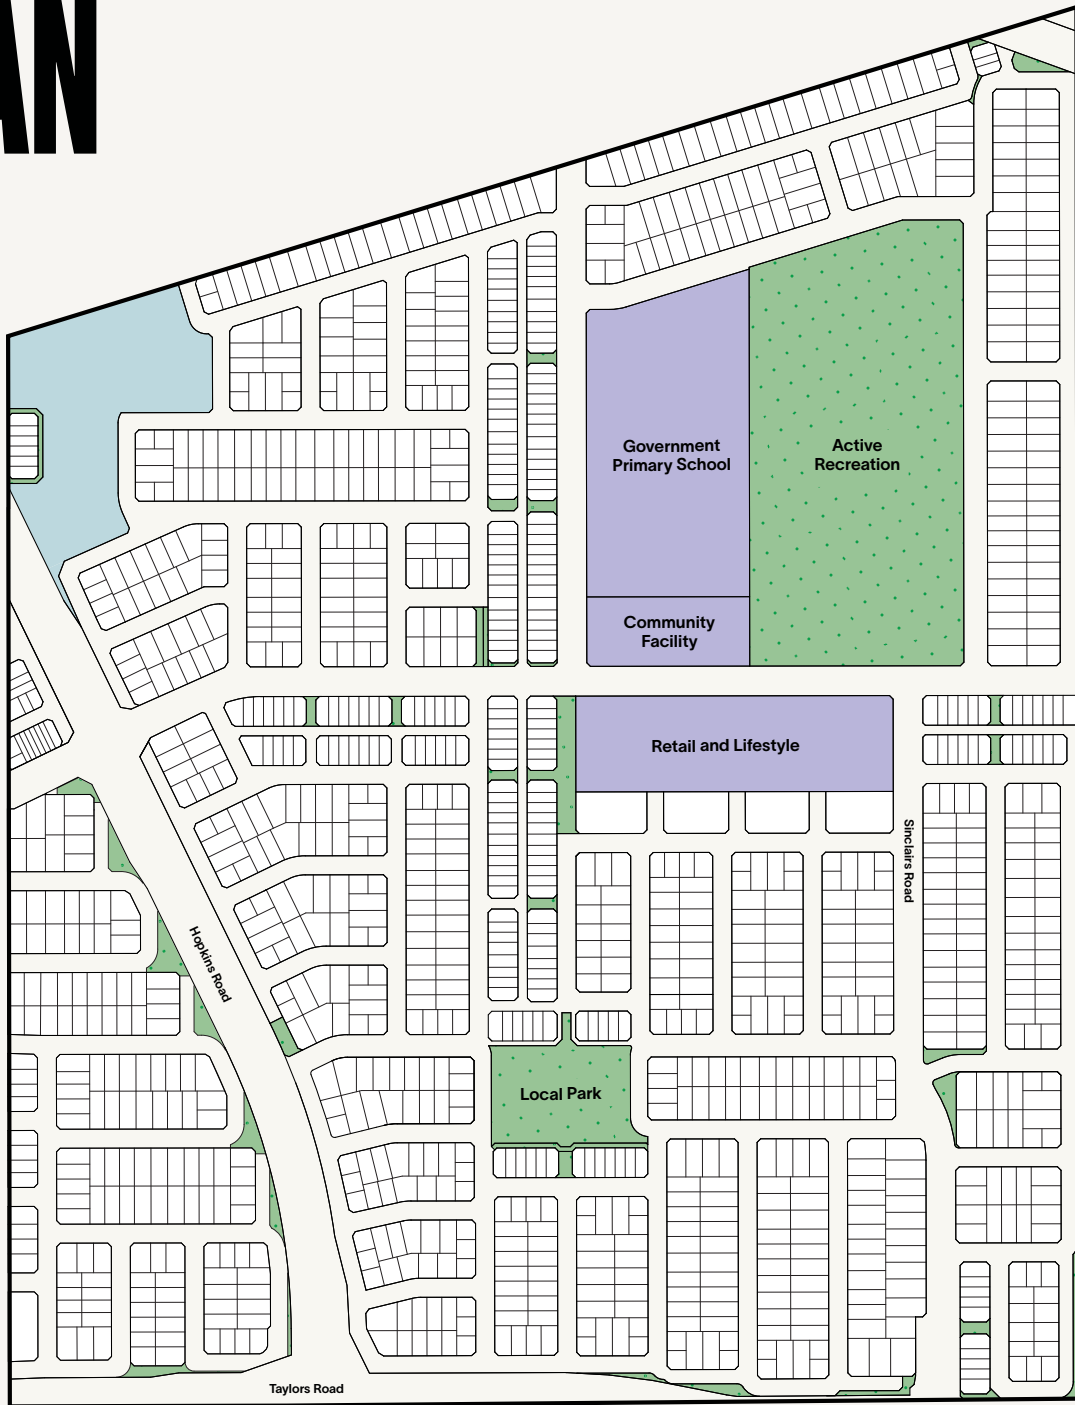 AN
Government
Primary School
Active
Recreation
Community
Facility
Retail and Lifestyle
Sinclairs Road
Hopkins Road
Local Park
Taylors Road